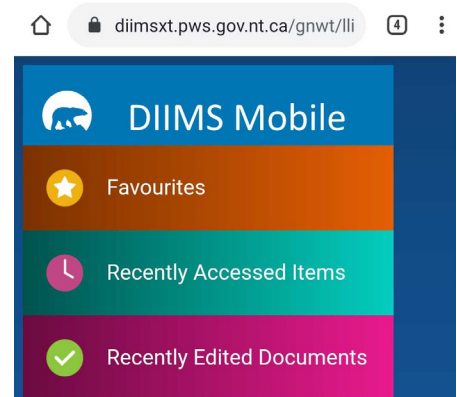 diimsxt.pws.gov.nt.ca/gnwt/lli
4
DIIMS Mobile
Favourites
Recently Accessed Items
Recently Edited Documents